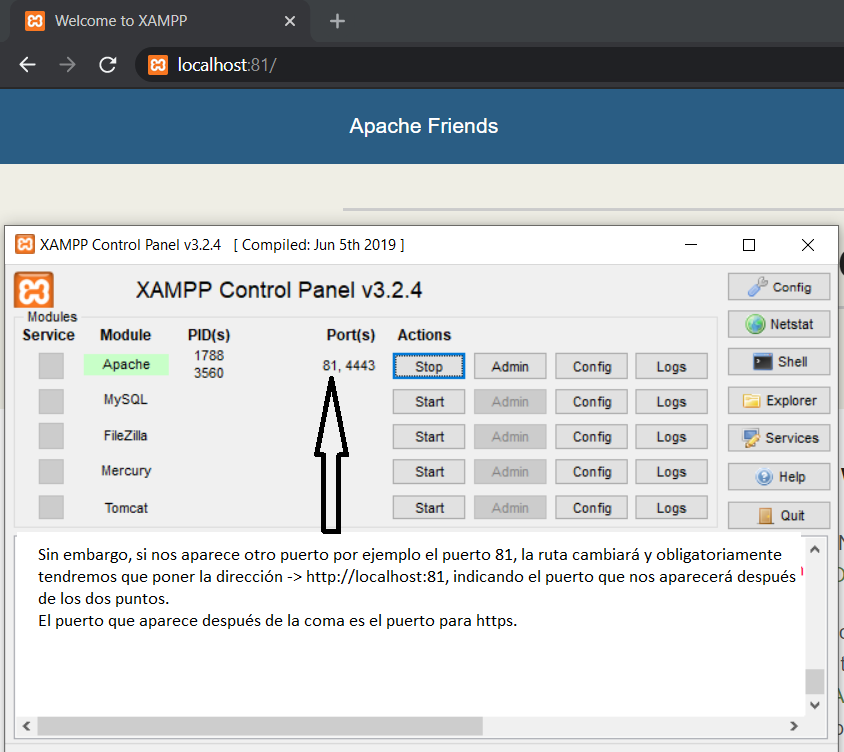 Welcome to XAMPP
localhost:81/
Apache Friends
XAMPP Control Panel v3.2.4 [ Compiled: Jun 5th 2019 ]
XAMPP Control Panel v3.2.4
Config
Modules
Service Module PID(s) Port(s) Actions
Netstat
Apache 1788 3560 81, 4443 Stop Admin Config Logs
Shell
MySQL Start Admin Config Logs
Explorer
FileZilla Start Admin Config Logs
Services
Mercury Start Admin Config Logs
Help
Tomcat Start Admin Config Logs
Quit
Sin embargo, si nos aparece otro puerto por ejemplo el puerto 81, la ruta cambiará y obligatoriamente
tendremos que poner la dirección -> http://localhost:81, indicando el puerto que nos aparecerá después
de los dos puntos.
El puerto que aparece después de la coma es el puerto para https.